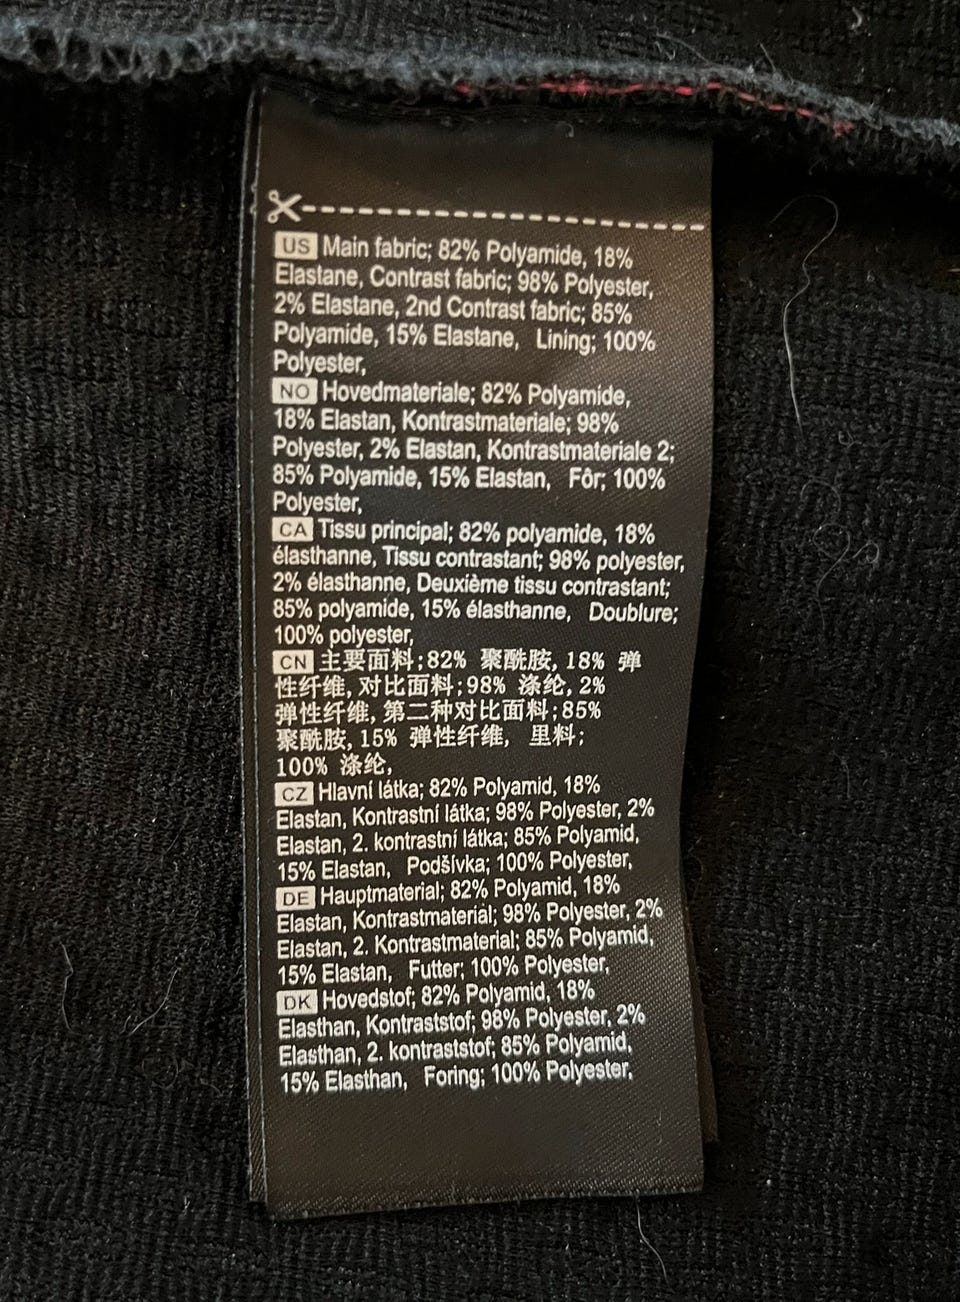 US Main fabric; 82% Polyamide, 18%
Elastane, Contrast fabric; 98% Polyester,
2% Elastane, 2nd Contrast fabric; 85%
Polyamide, 15% Elastane, Lining; 100%
Polyester,
NO Hovedmateriale; 82% Polyamide,
18% Elastan, Kontrastmateriale; 98%
Polyester, 2% Elastan, Kontrastmateriale 2;
85% Polyamide, 15% Elastan, Fôr; 100%
Polyester,
CA Tissu principal; 82% polyamide, 18%
élasthanne, Tissu contrastant; 98% polyester,
2% élasthanne, Deuxième tissu contrastant;
85% polyamide, 15% élasthanne, Doublure;
100% polyester,
CN 主要面料;82% 聚酰胺, 18% 弹
性纤维, 对比面料;98% 涤纶, 2%
弹性纤维, 第二种对比面料;85%
聚酰胺, 15% 弹性纤维, 里料;
100% 涤纶,
CZ Hlavní látka; 82% Polyamid, 18%
Elastan, Kontrastní látka; 98% Polyester, 2%
Elastan, 2. kontrastní látka; 85% Polyamid,
15% Elastan, Podšívka; 100% Polyester,
DE Hauptmaterial; 82% Polyamid, 18%
Elastan, Kontrastmaterial; 98% Polyester, 2%
Elastan, 2. Kontrastmaterial; 85% Polyamid,
15% Elastan, Futter; 100% Polyester,
DK Hovedstof; 82% Polyamid, 18%
Elasthan, Kontraststof; 98% Polyester, 2%
Elasthan, 2. kontraststof; 85% Polyamid,
15% Elasthan, Foring; 100% Polyester,